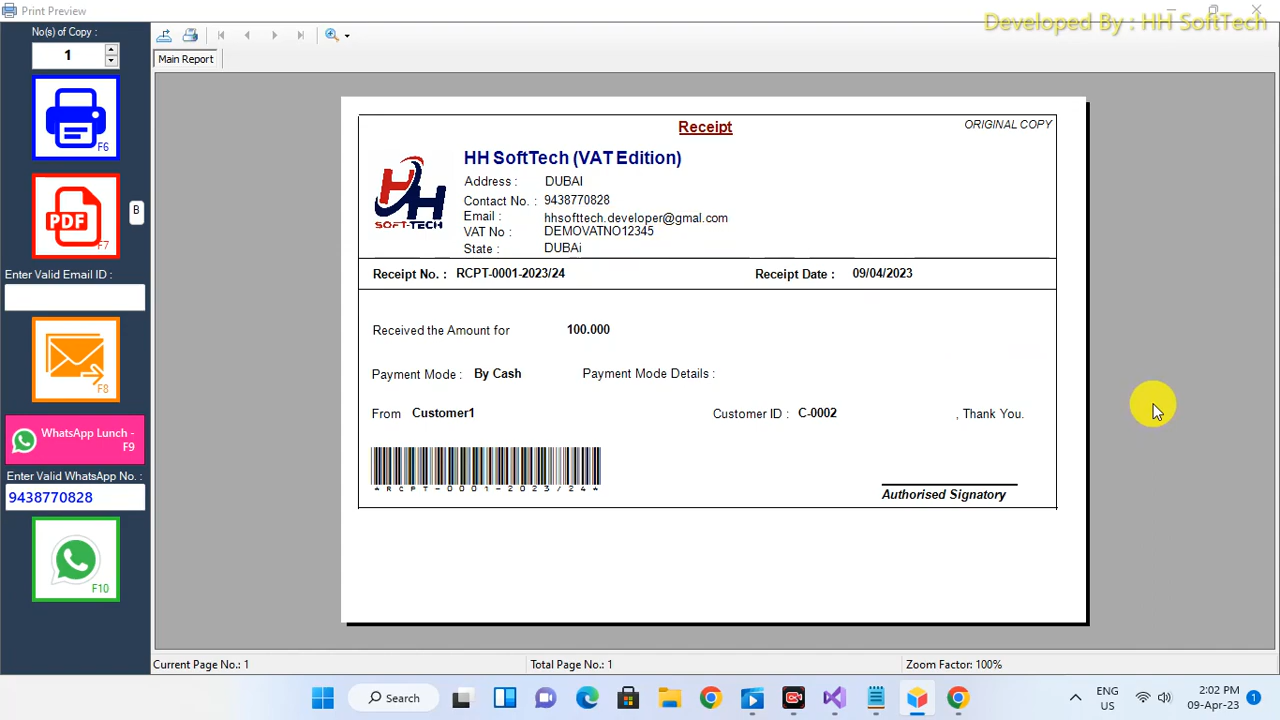 Print Preview
Developed By : HH SoftTech
No(s) of Copy :
1
F6
PDF
F7
B
Enter Valid Email ID :
F8
WhatsApp Lunch -
F9
Enter Valid WhatsApp No. :
9438770828
F10
Main Report
Receipt
ORIGINAL COPY
HH SoftTech (VAT Edition)
HH
SOFT-TECH
Address : DUBAI
Contact No. : 9438770828
Email : hhsofttech.developer@gmal.com
VAT No : DEMOVATNO12345
State : DUBAi
Receipt No. : RCPT-0001-2023/24 Receipt Date : 09/04/2023
Received the Amount for 100.000
Payment Mode : By Cash Payment Mode Details :
From Customer1 Customer ID : C-0002 , Thank You.
*RCPT-0001-2023/24*
Authorised Signatory
Current Page No.: 1 Total Page No.: 1 Zoom Factor: 100%
Search
ENG
US
2:02 PM
09-Apr-23
1